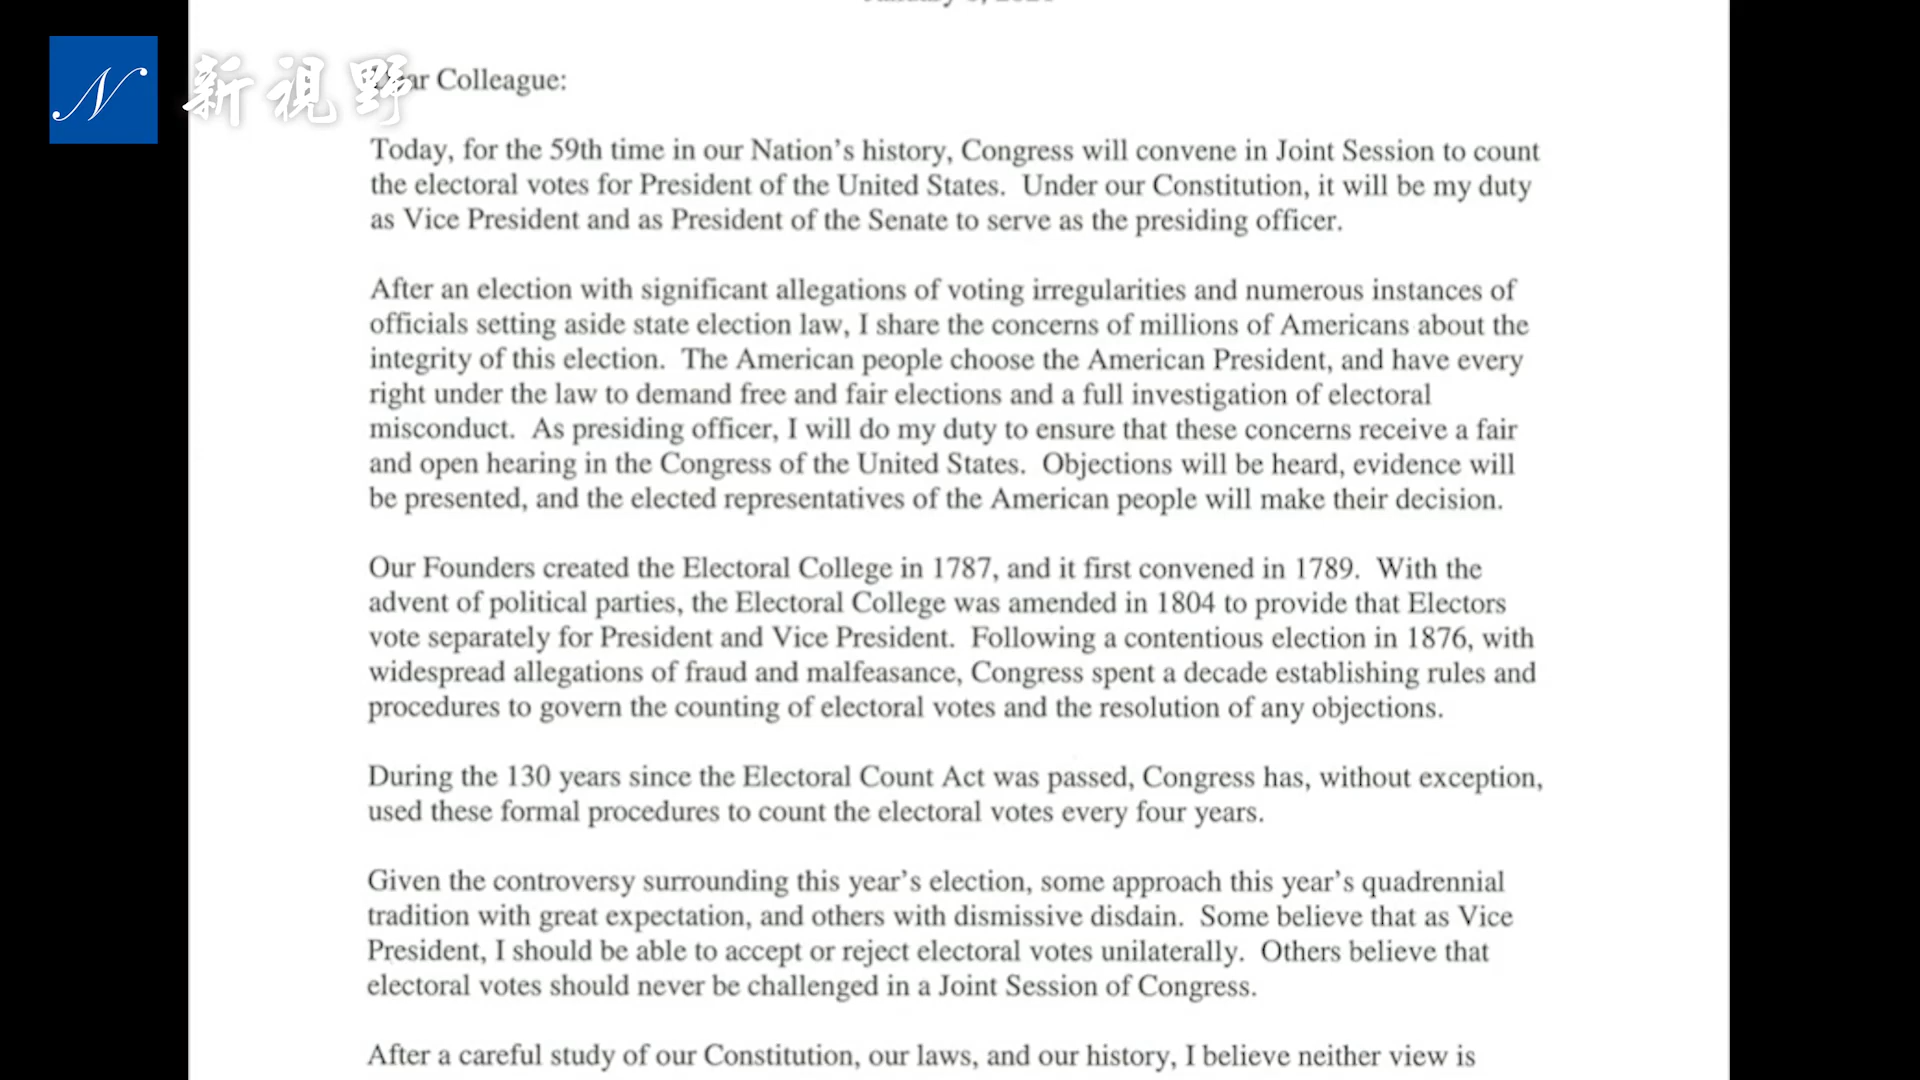 N 新視野
Colleague:
Today, for the 59th time in our Nation's history, Congress will convene in Joint Session to count
the electoral votes for President of the United States. Under our Constitution, it will be my duty
as Vice President and as President of the Senate to serve as the presiding officer.
After an election with significant allegations of voting irregularities and numerous instances of
officials setting aside state election law, I share the concerns of millions of Americans about the
integrity of this election. The American people choose the American President, and have every
right under the law to demand free and fair elections and a full investigation of electoral
misconduct. As presiding officer, I will do my duty to ensure that these concerns receive a fair
and open hearing in the Congress of the United States. Objections will be heard, evidence will
be presented, and the elected representatives of the American people will make their decision.
Our Founders created the Electoral College in 1787, and it first convened in 1789. With the
advent of political parties, the Electoral College was amended in 1804 to provide that Electors
vote separately for President and Vice President. Following a contentious election in 1876, with
widespread allegations of fraud and malfeasance, Congress spent a decade establishing rules and
procedures to govern the counting of electoral votes and the resolution of any objections.
During the 130 years since the Electoral Count Act was passed, Congress has, without exception,
used these formal procedures to count the electoral votes every four years.
Given the controversy surrounding this year's election, some approach this year's quadrennial
tradition with great expectation, and others with dismissive disdain. Some believe that as Vice
President, I should be able to accept or reject electoral votes unilaterally. Others believe that
electoral votes should never be challenged in a Joint Session of Congress.
After a careful study of our Constitution, our laws, and our history, I believe neither view is